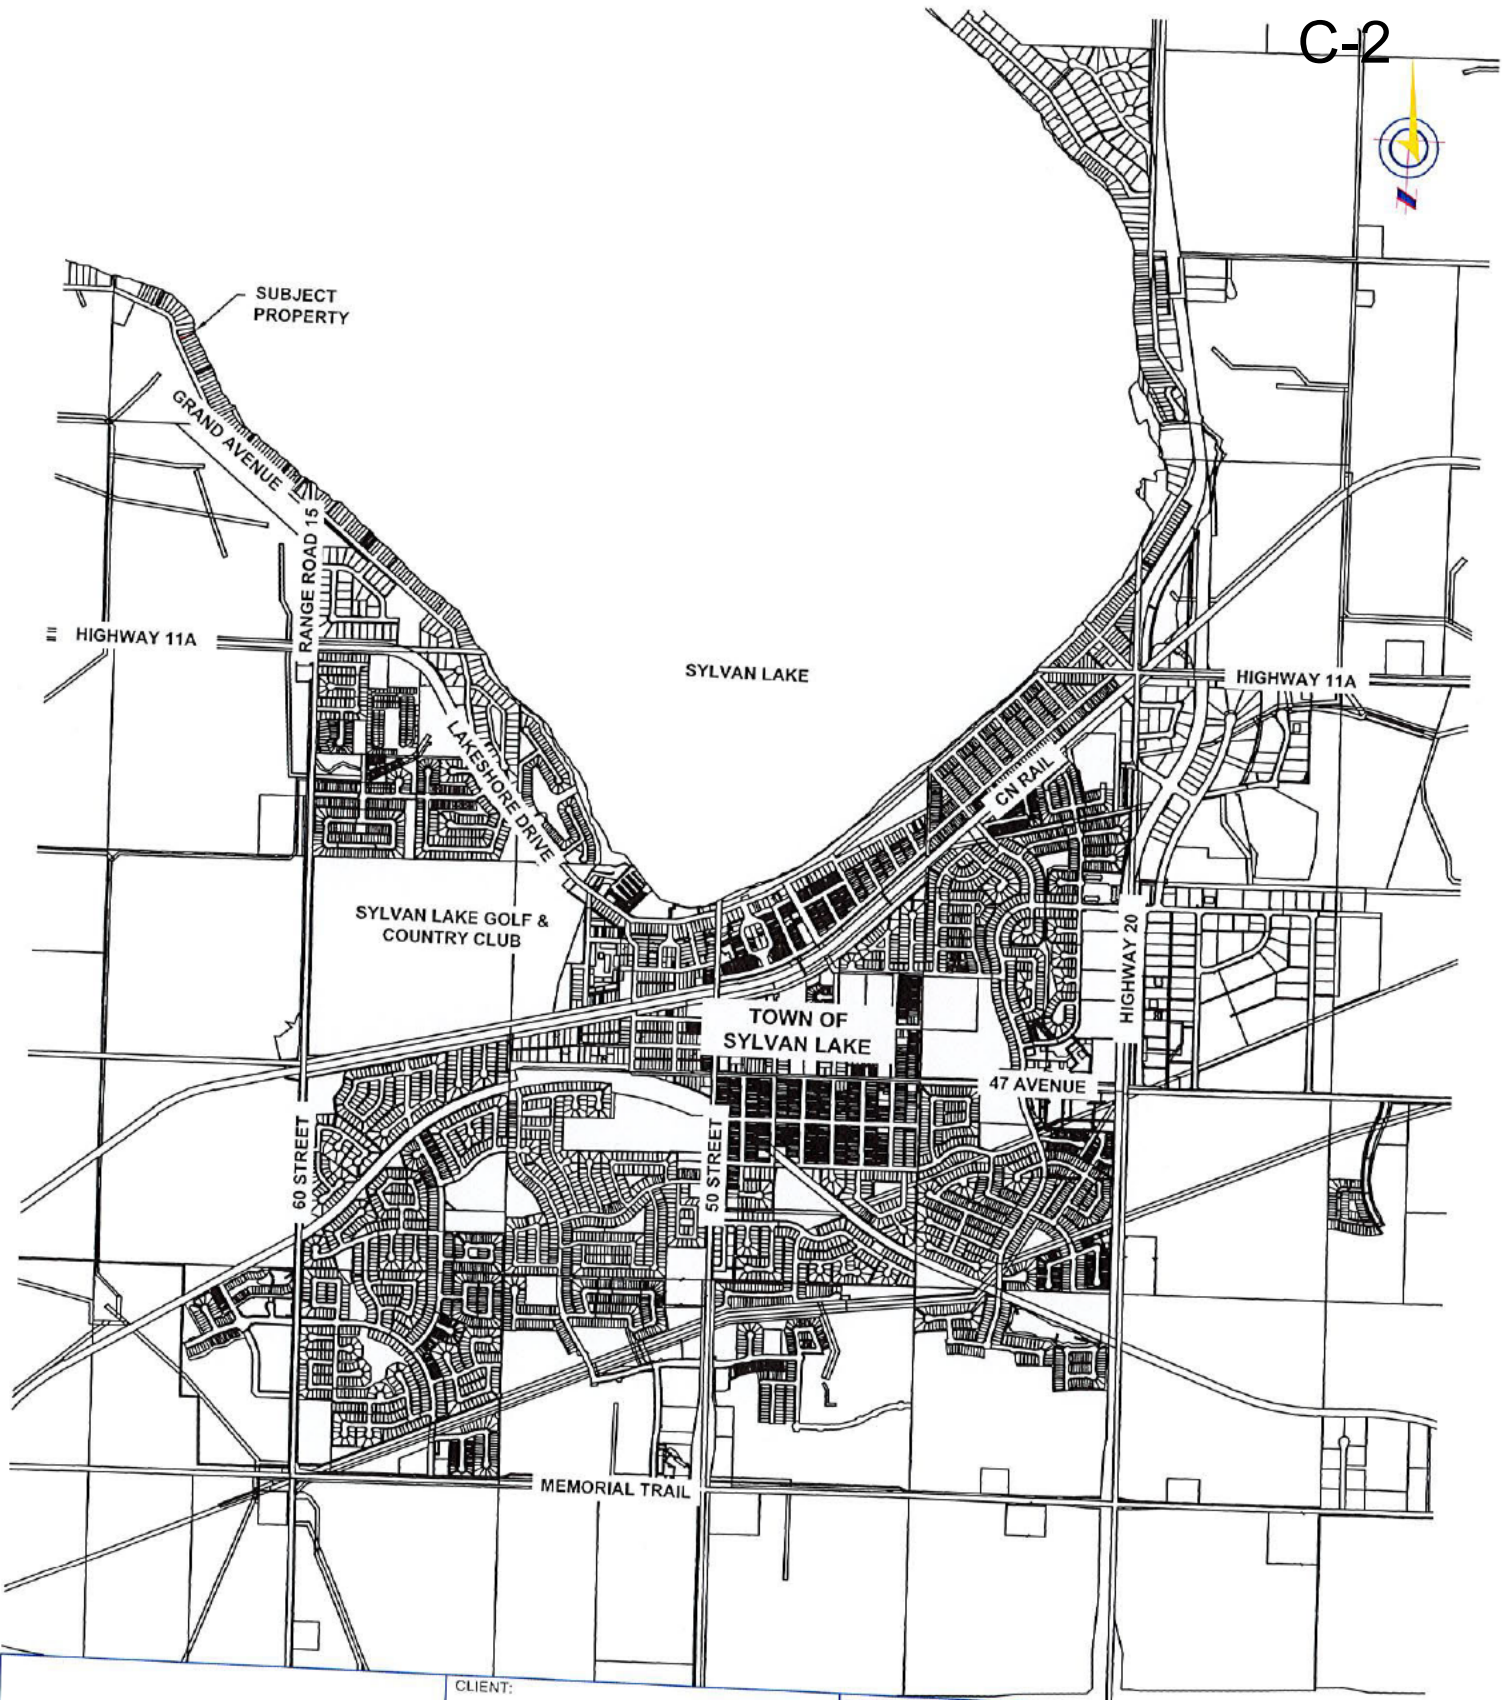 C-2
SUBJECT
PROPERTY
GRAND AVENUE
RANGE ROAD 15
HIGHWAY 11A
SYLVAN LAKE
HIGHWAY 11A
LAKESHORE DRIVE
CN RAIL
SYLVAN LAKE GOLF &
COUNTRY CLUB
HIGHWAY 20
TOWN OF
SYLVAN LAKE
47 AVENUE
60 STREET
50 STREET
MEMORIAL TRAIL
CLIENT: